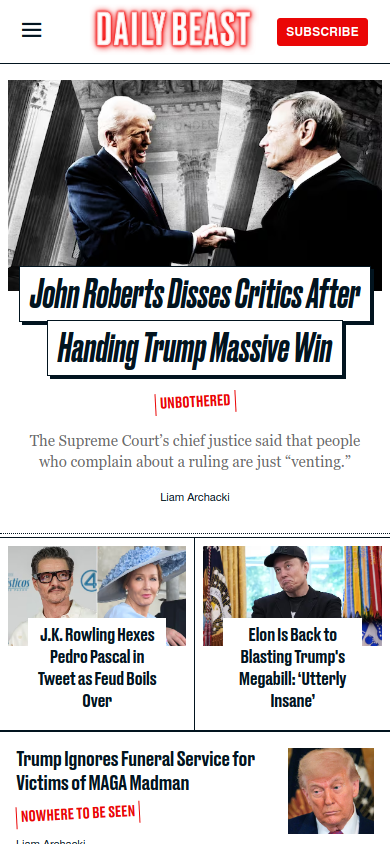 DAILY BEAST
SUBSCRIBE
John Roberts Disses Critics After
Handing Trump Massive Win
UNBOTHERED
The Supreme Court’s chief justice said that people
who complain about a ruling are just “venting.”
Liam Archacki
J.K. Rowling Hexes
Pedro Pascal in
Tweet as Feud Boils
Over
Elon Is Back to
Blasting Trump's
Megabill: ‘Utterly
Insane’
Trump Ignores Funeral Service for
Victims of MAGA Madman
NOWHERE TO BE SEEN
Liam Archacki